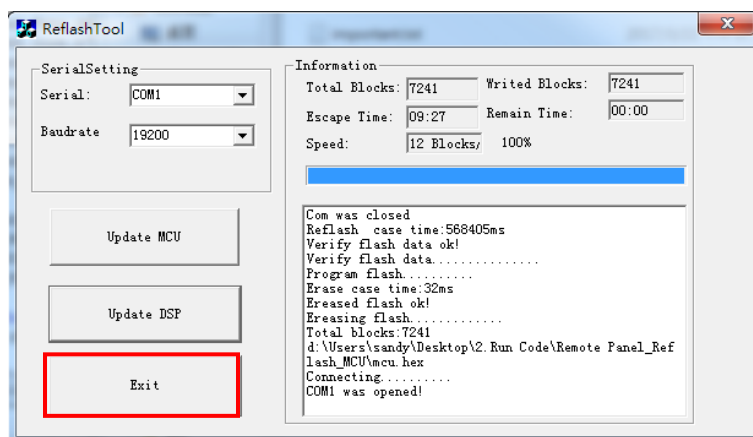 ReflashTool
SerialSetting
Serial: COM1
Baudrate 19200
Update MCU
Update DSP
Exit
Information
Total Blocks: 7241 Writed Blocks: 7241
Escape Time: 09:27 Remain Time: 00:00
Speed: 12 Blocks/ 100%
Com was closed
Reflash case time:568405ms
Verify flash data ok!
Verify flash data...............
Program flash..........
Erase case time:32ms
Ereased flash ok!
Ereasing flash.............
Total blocks:7241
d:\Users\sandy\Desktop\2.Run Code\Remote Panel_Ref
lash_MCU\mcu.hex
Connecting..........
COM1 was opened!